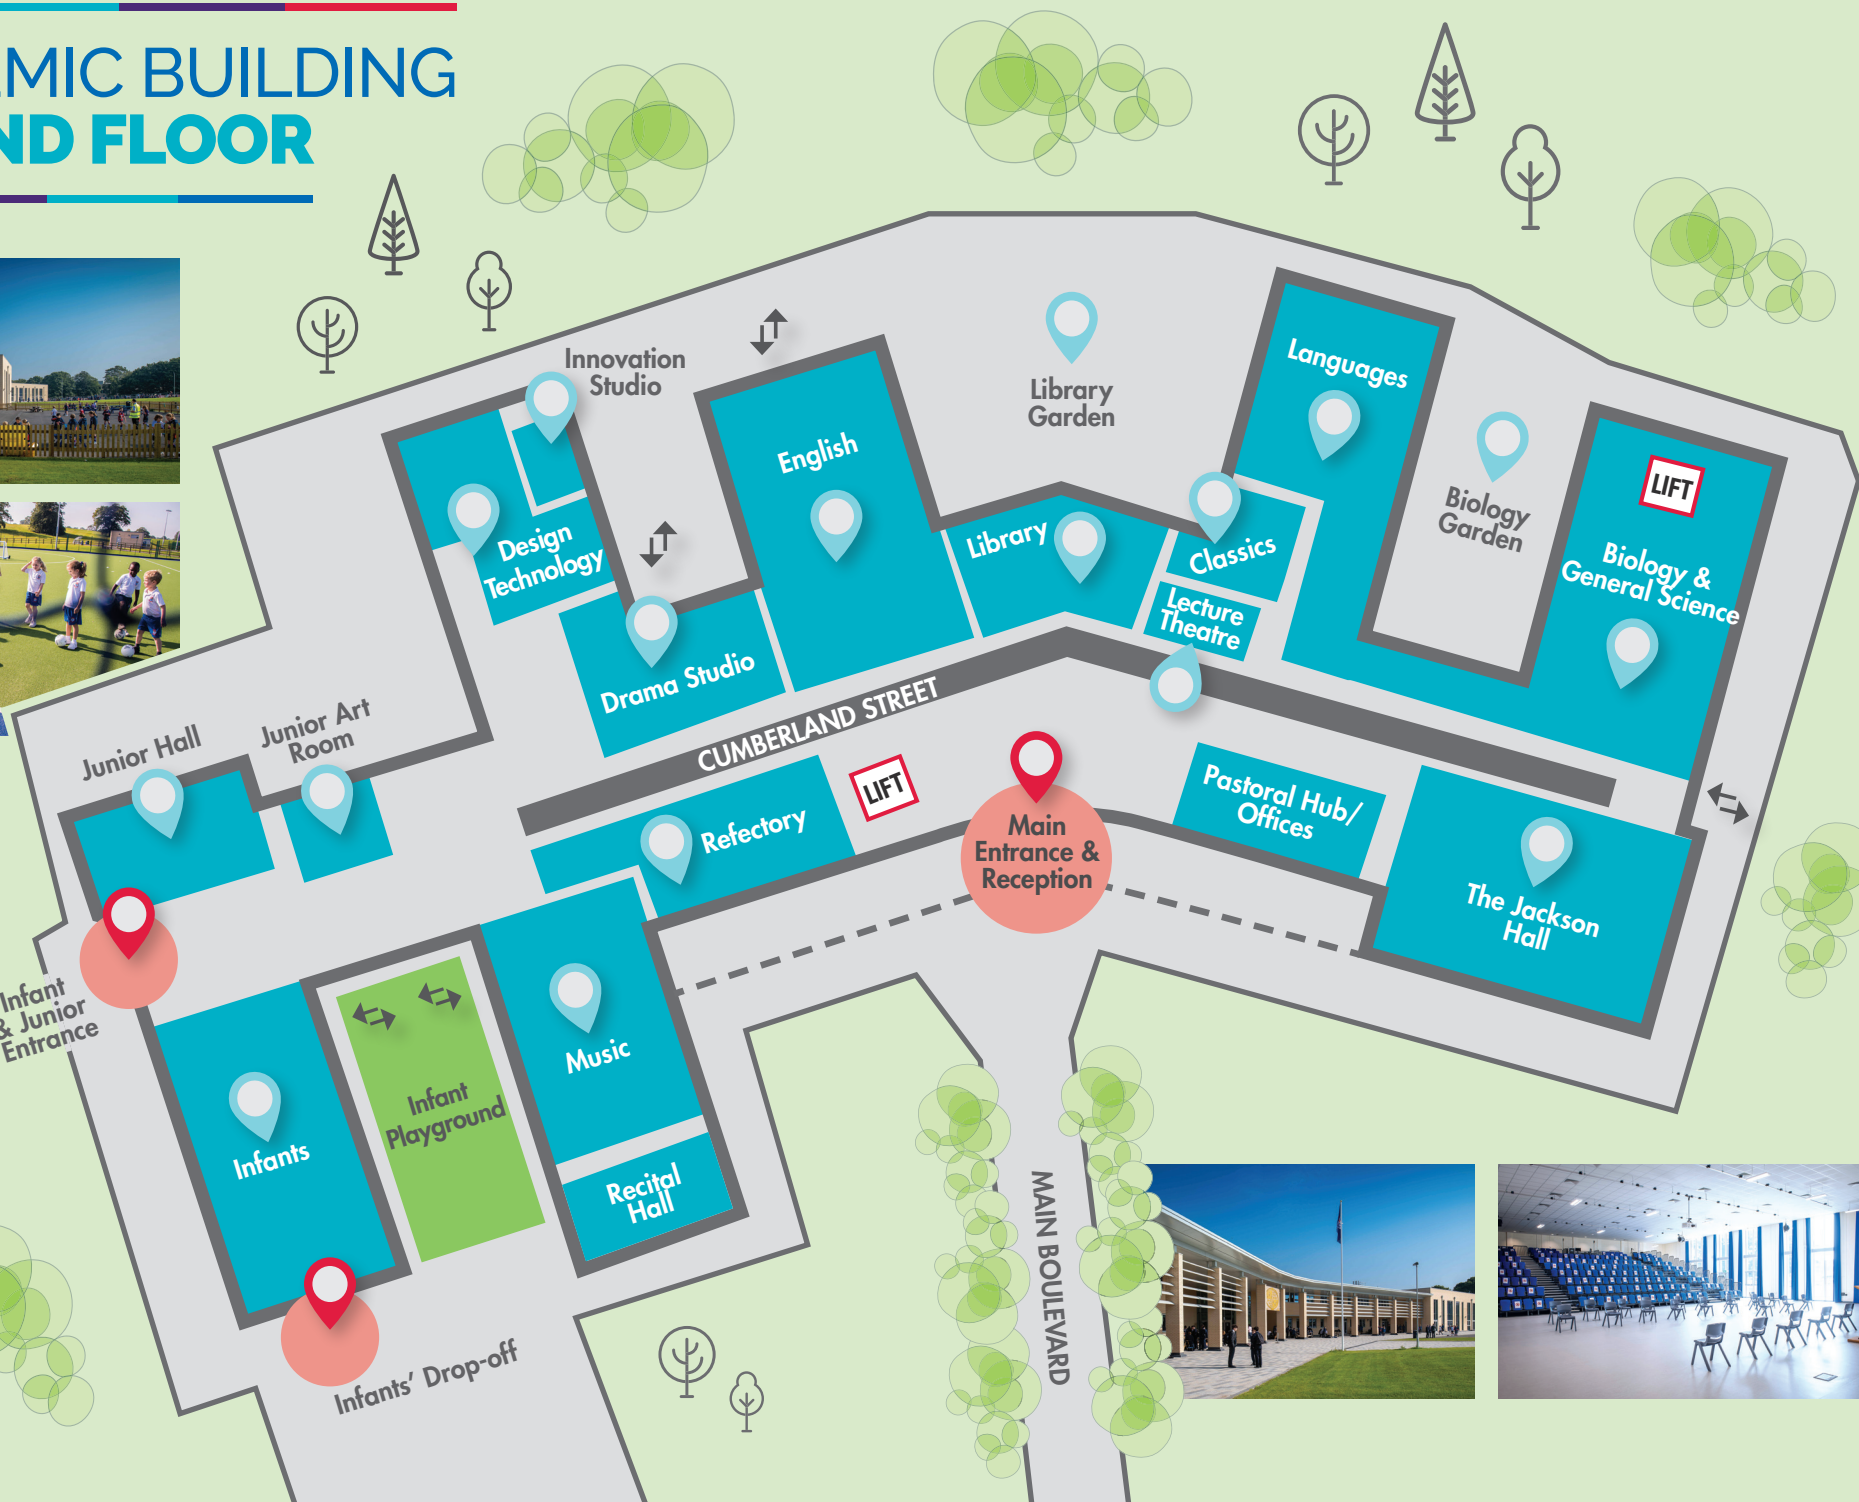 EMIC BUILDING
ND FLOOR
Innovation
Studio
Library
Garden
Languages
English
Biology
Garden
LIFT
Design
Technology
Library
Classics
Biology &
General Science
Lecture
Theatre
Drama Studio
Junior Hall
Junior Art
Room
CUMBERLAND STREET
LIFT
Refectory
Main
Entrance &
Reception
Pastoral Hub/
Offices
The Jackson
Hall
Infant
& Junior
Entrance
Music
Infant
Playground
Infants
Recital
Hall
Infants' Drop-off
MAIN BOULEVARD